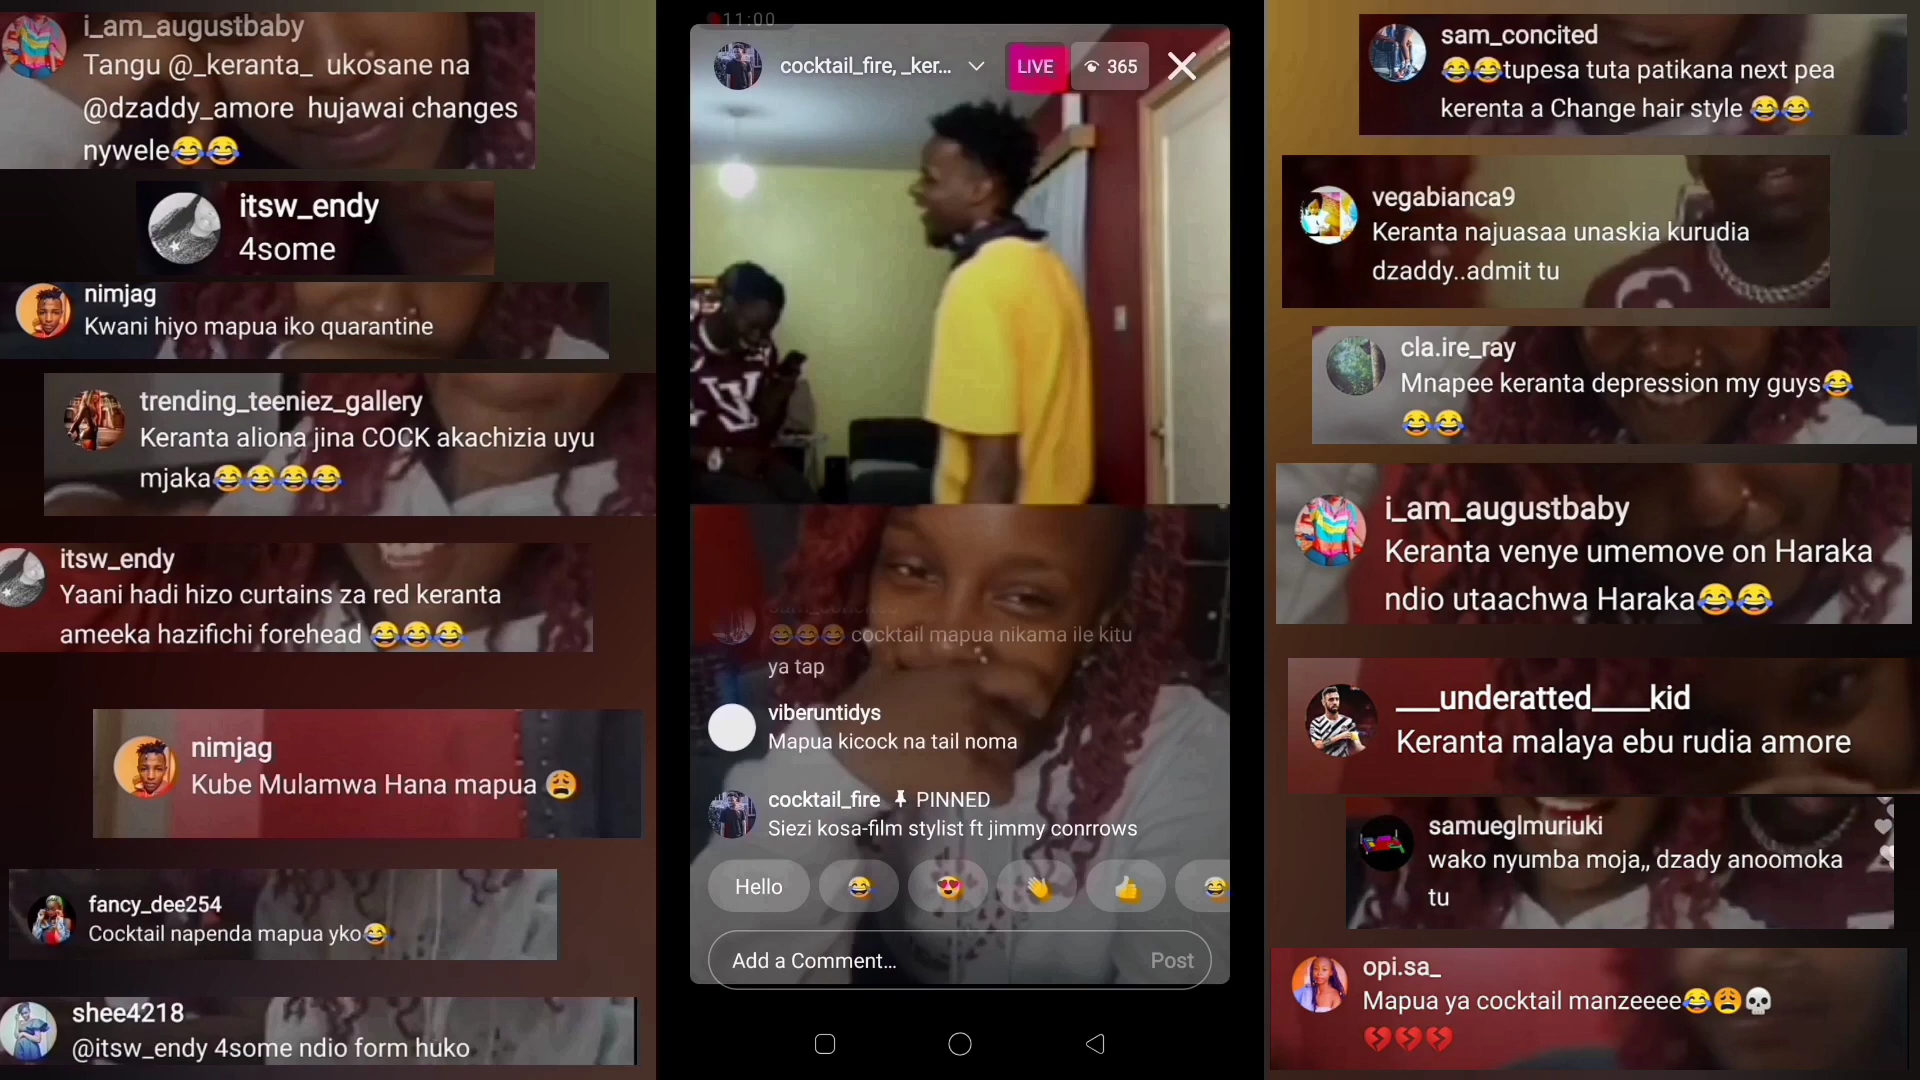 i_am_augustbaby
Tangu @_keranta_ ukosane na
@dzaddy_amore hujawai changes
nywele😂😂
itsw_endy
4some
nimjag
Kwani hiyo mapua iko quarantine
trending_teeniez_gallery
Keranta aliona jina COCK akachizia uyu
mjaka😂😂😂😂
itsw_endy
Yaani hadi hizo curtains za red keranta
ameeka hazifichi forehead 😂😂😂
nimjag
Kube Mulamwa Hana mapua 😩
fancy_dee254
Cocktail napenda mapua yko😂
shee4218
@itsw_endy 4some ndio form huko
11:00
cocktail_fire, _ker...
LIVE
365
sam_concited
😂😂😂 cocktail mapua nikama ile kitu
ya tap
viberuntidys
Mapua kicock na tail noma
cocktail_fire PINNED
Siezi kosa-film stylist ft jimmy conrrows
Hello 😂 😍 👋 👍 😂
Add a Comment...
Post
sam_concited
😂😂tupesa tuta patikana next pea
kerenta a Change hair style 😂😂
vegabianca9
Keranta najuasaa unaskia kurudia
dzaddy..admit tu
cla.ire_ray
Mnapee keranta depression my guys😂
😂😂
i_am_augustbaby
Keranta venye umemove on Haraka
ndio utaachwa Haraka😂😂
___underatted____kid
Keranta malaya ebu rudia amore
samueglmuriuki
wako nyumba moja,, dzady anoomoka
tu
opi.sa_
Mapua ya cocktail manzeeee😂😩💀
💔💔💔